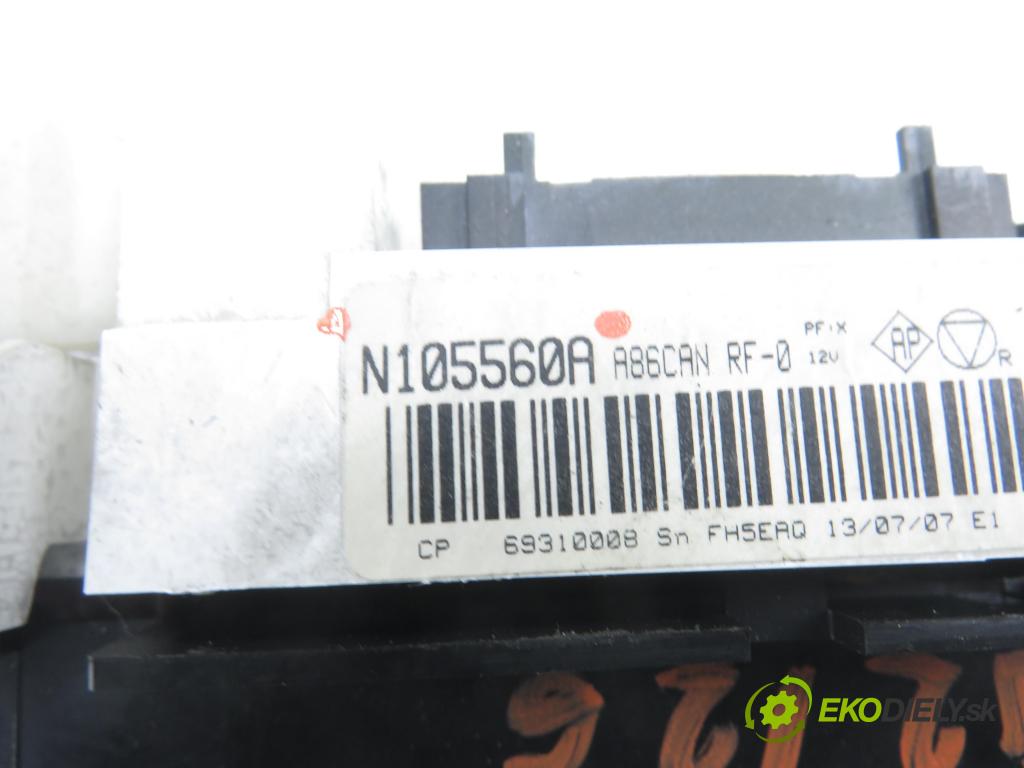 N105560A A86CAN RF-0 PF:X 12V AP R
CP 69310008 Sn FH5EAQ 13/07/07 E1
EKODIELY.sk